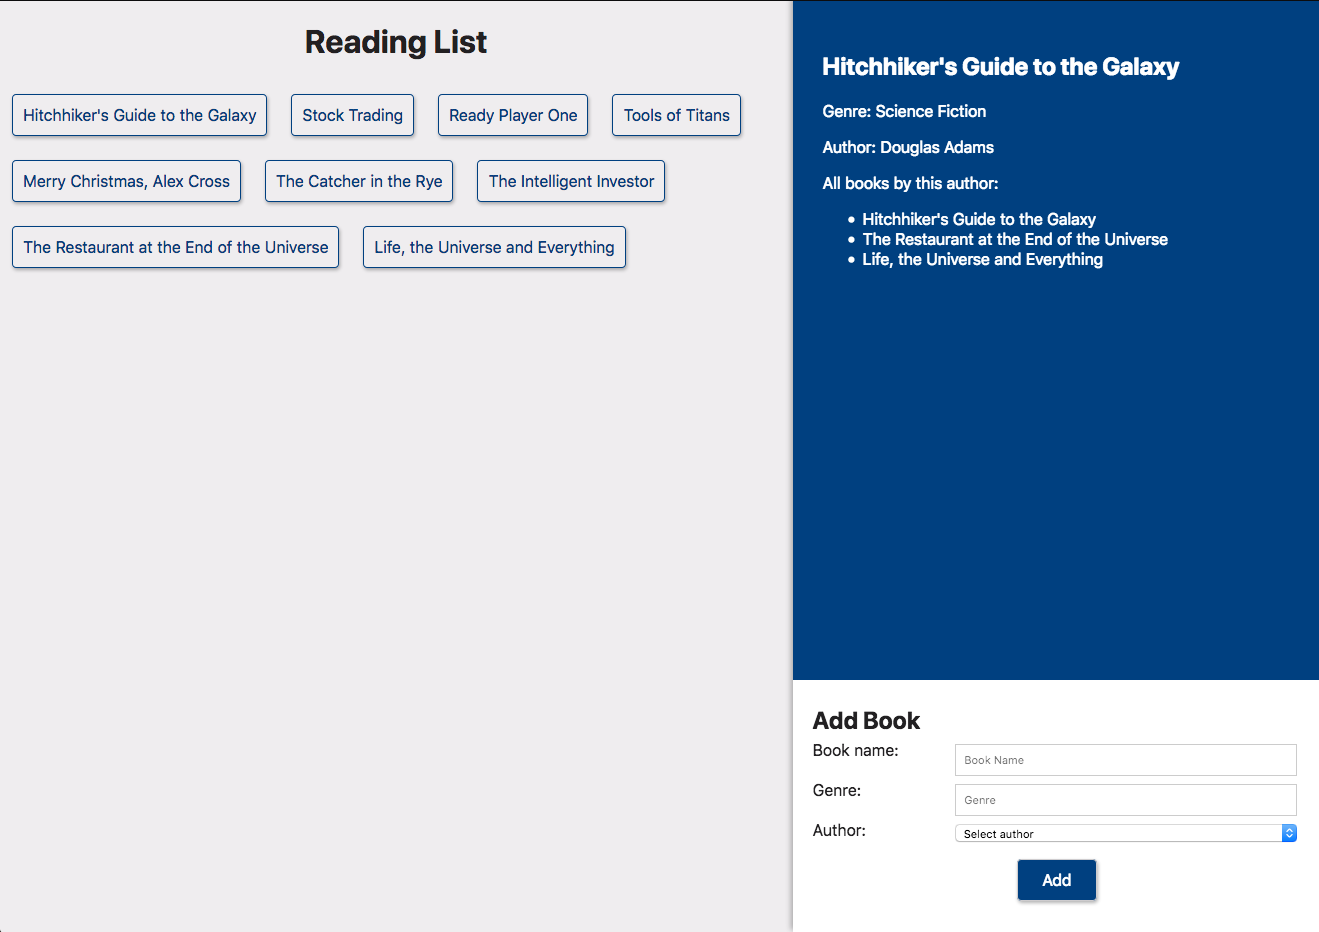 Reading List
Hitchhiker's Guide to the Galaxy
Stock Trading
Ready Player One
Tools of Titans
Merry Christmas, Alex Cross
The Catcher in the Rye
The Intelligent Investor
The Restaurant at the End of the Universe
Life, the Universe and Everything
Hitchhiker's Guide to the Galaxy
Genre: Science Fiction
Author: Douglas Adams
All books by this author:
• Hitchhiker's Guide to the Galaxy
• The Restaurant at the End of the Universe
• Life, the Universe and Everything
Add Book
Book name:
Book Name
Genre:
Genre
Author:
Select author
Add